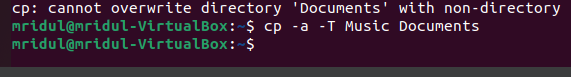 cp: cannot overwrite directory 'Documents' with non-directory
mridul@mridul-VirtualBox:~$ cp -a -T Music Documents
mridul@mridul-VirtualBox:~$